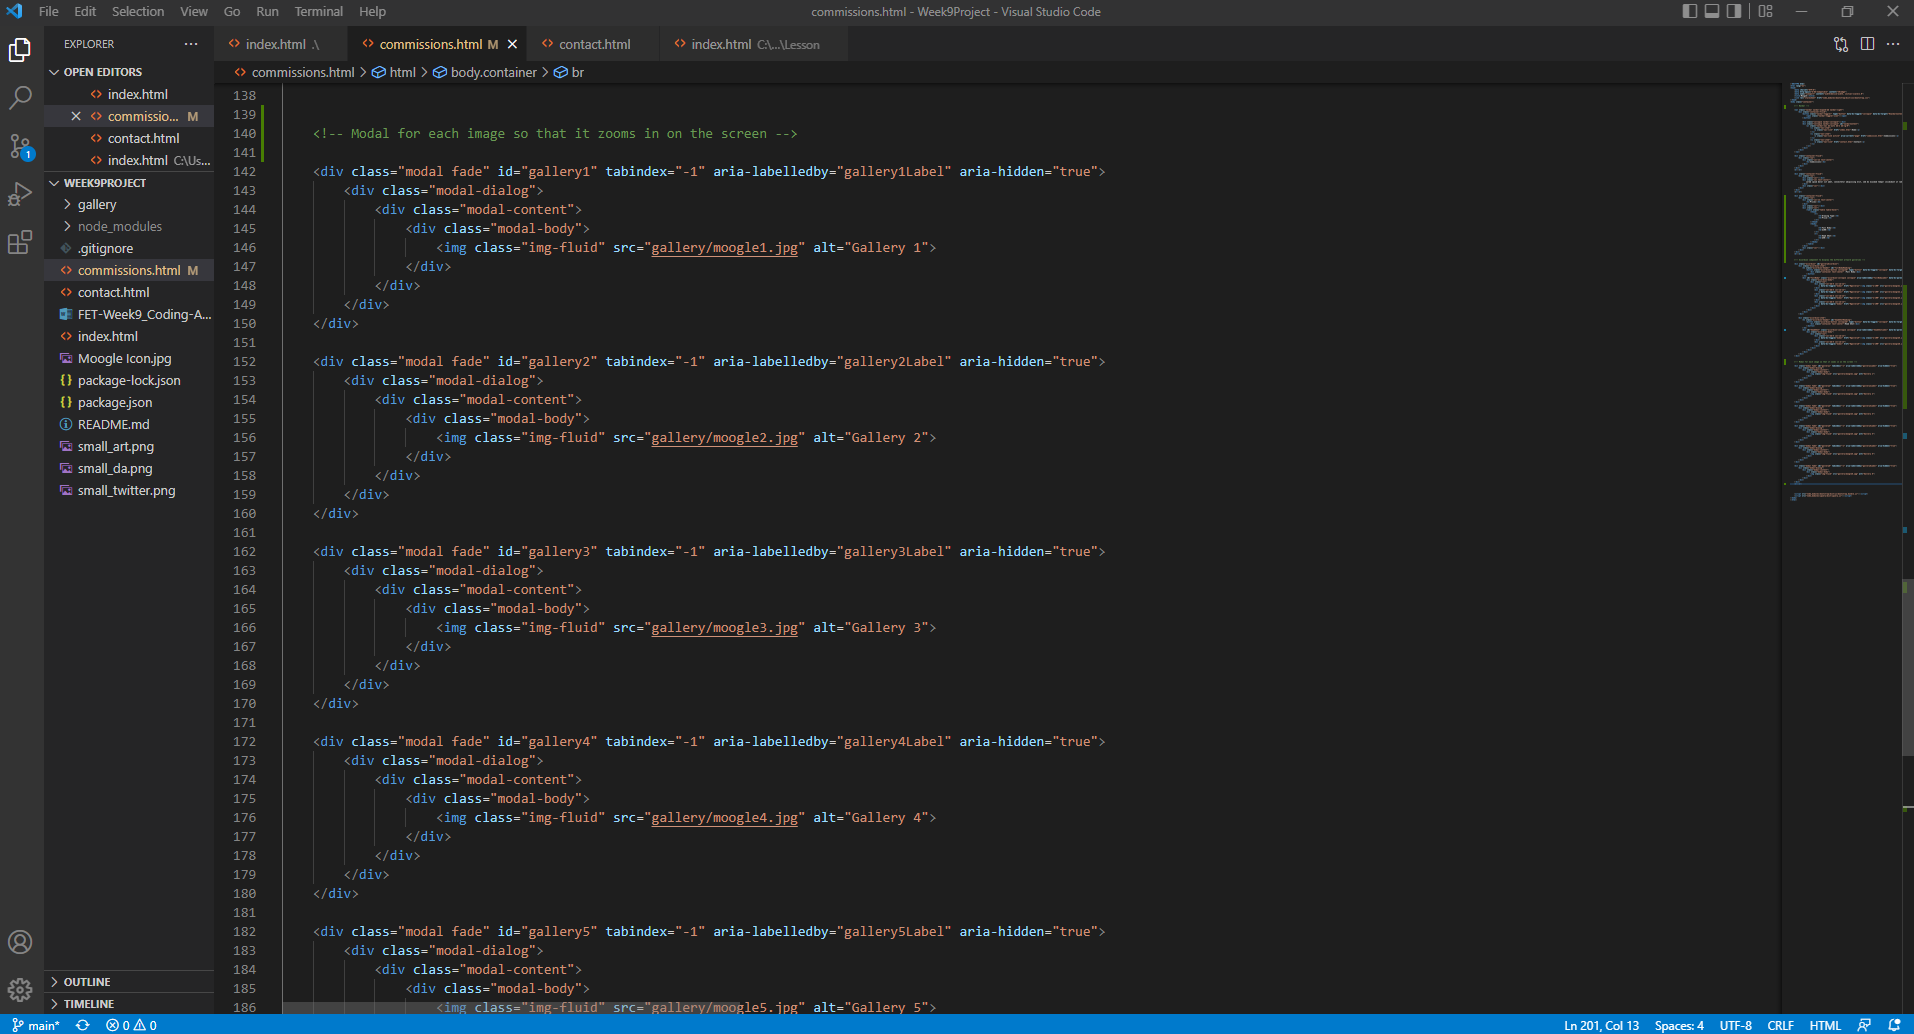 File Edit Selection View Go Run Terminal Help
commissions.html - Week9Project - Visual Studio Code
EXPLORER
OPEN EDITORS
index.html
commissio... M
contact.html
index.html C:\Us...
WEEK9PROJECT
gallery
node_modules
.gitignore
commissions.html M
contact.html
FET-Week9_Coding-A...
index.html
Moogle Icon.jpg
package-lock.json
package.json
README.md
small_art.png
small_da.png
small_twitter.png
OUTLINE
TIMELINE
1
index.html .\
commissions.html M
contact.html
index.html C:\...\Lesson
commissions.html > html > body.container > br
138
139
140 <!-- Modal for each image so that it zooms in on the screen -->
141
142 <div class="modal fade" id="gallery1" tabindex="-1" aria-labelledby="gallery1Label" aria-hidden="true">
143 <div class="modal-dialog">
144 <div class="modal-content">
145 <div class="modal-body">
146 <img class="img-fluid" src="gallery/moogle1.jpg" alt="Gallery 1">
147 </div>
148 </div>
149 </div>
150 </div>
151
152 <div class="modal fade" id="gallery2" tabindex="-1" aria-labelledby="gallery2Label" aria-hidden="true">
153 <div class="modal-dialog">
154 <div class="modal-content">
155 <div class="modal-body">
156 <img class="img-fluid" src="gallery/moogle2.jpg" alt="Gallery 2">
157 </div>
158 </div>
159 </div>
160 </div>
161
162 <div class="modal fade" id="gallery3" tabindex="-1" aria-labelledby="gallery3Label" aria-hidden="true">
163 <div class="modal-dialog">
164 <div class="modal-content">
165 <div class="modal-body">
166 <img class="img-fluid" src="gallery/moogle3.jpg" alt="Gallery 3">
167 </div>
168 </div>
169 </div>
170 </div>
171
172 <div class="modal fade" id="gallery4" tabindex="-1" aria-labelledby="gallery4Label" aria-hidden="true">
173 <div class="modal-dialog">
174 <div class="modal-content">
175 <div class="modal-body">
176 <img class="img-fluid" src="gallery/moogle4.jpg" alt="Gallery 4">
177 </div>
178 </div>
179 </div>
180 </div>
181
182 <div class="modal fade" id="gallery5" tabindex="-1" aria-labelledby="gallery5Label" aria-hidden="true">
183 <div class="modal-dialog">
184 <div class="modal-content">
185 <div class="modal-body">
186 <img class="img-fluid" src="gallery/moogle5.jpg" alt="Gallery 5">
main* 0 0
Ln 201, Col 13 Spaces: 4 UTF-8 CRLF HTML